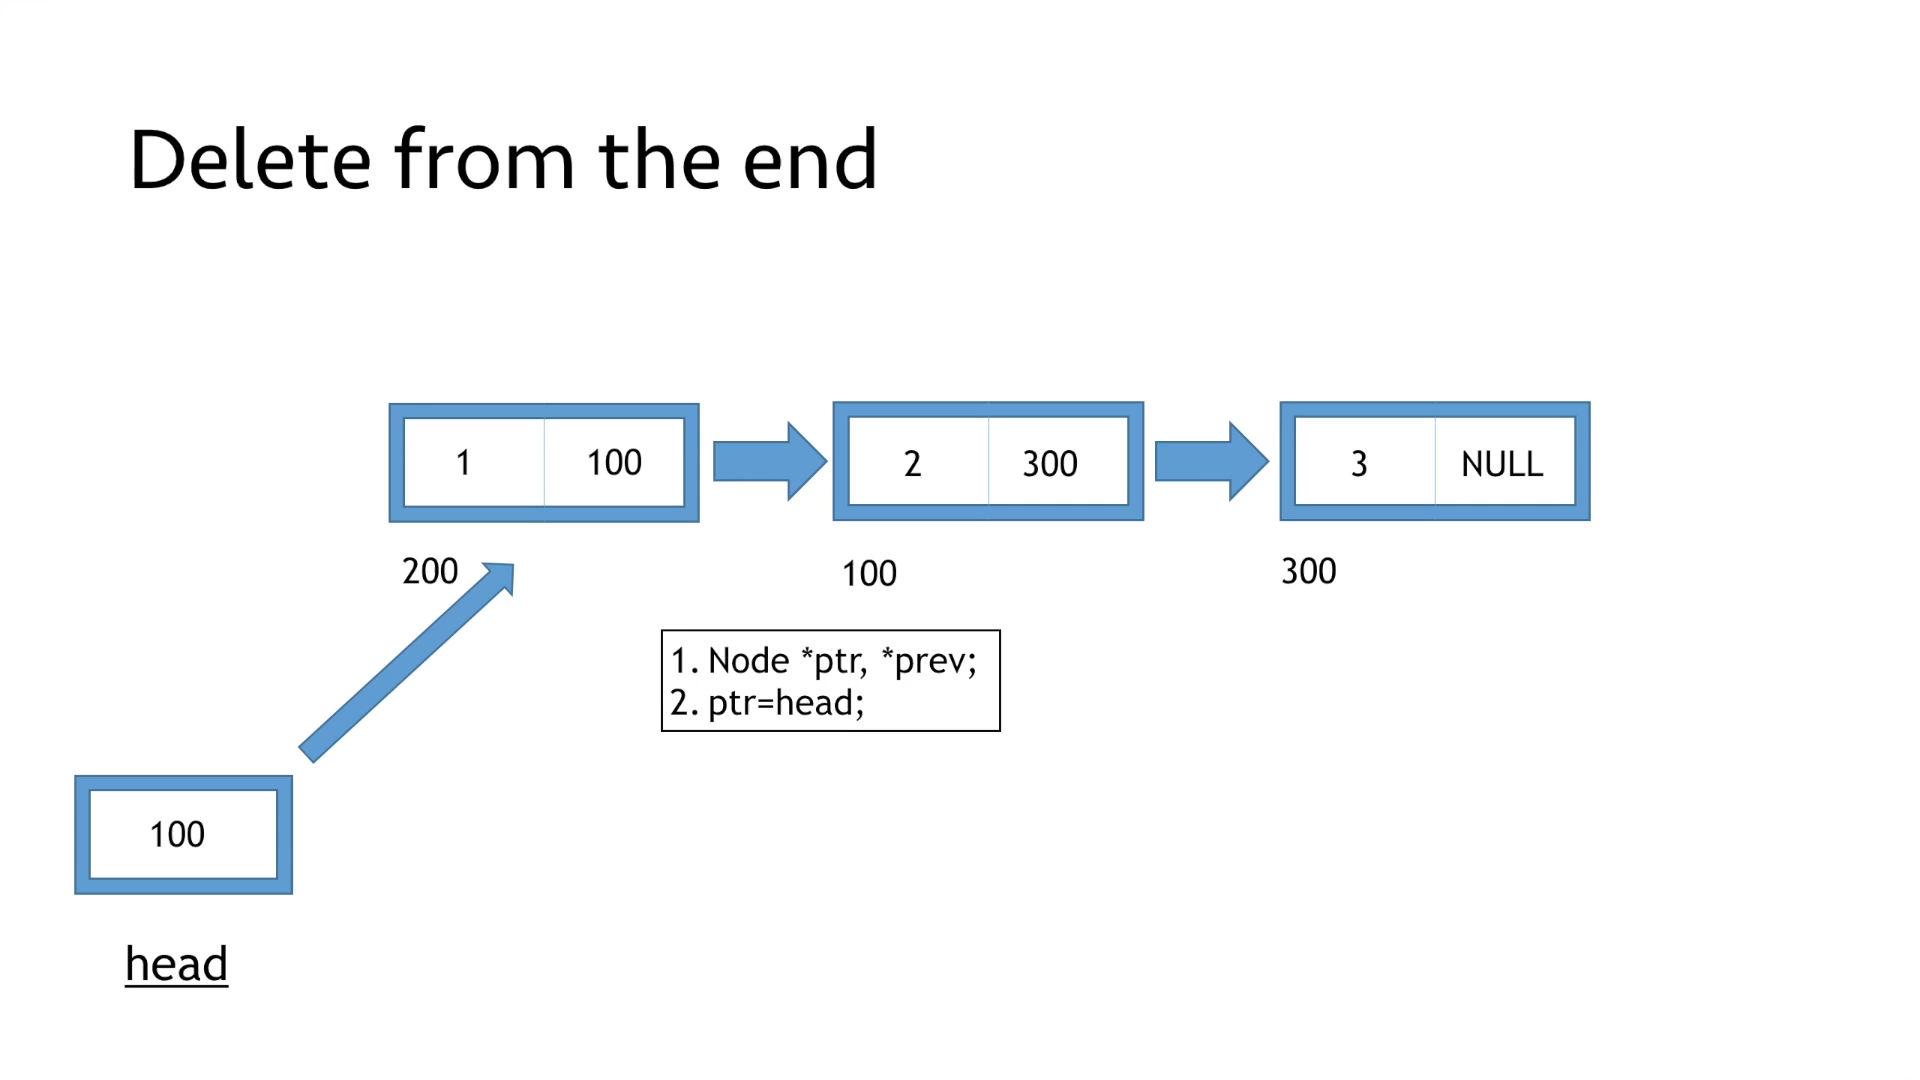 Delete from the end
1 100
2 300
3 NULL
200
100
300
1. Node *ptr, *prev;
2. ptr=head;
100
head